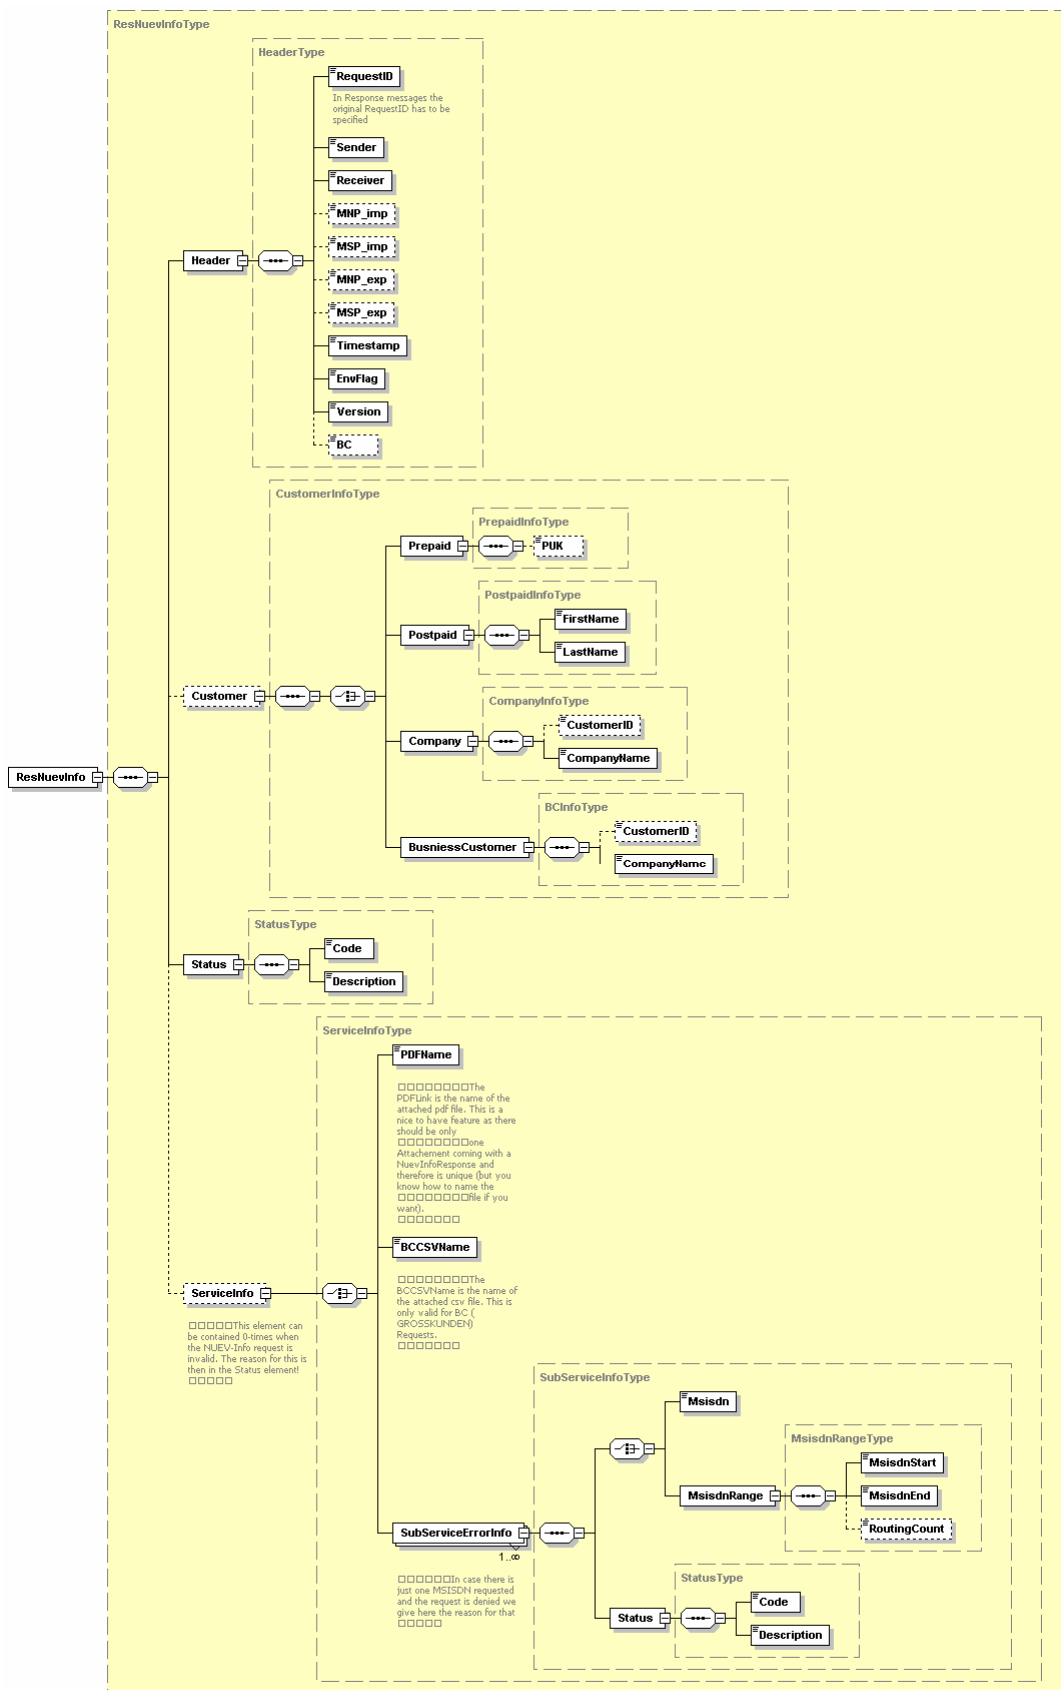 ResNuevInfoType
HeaderType
RequestID
In Response messages the
original RequestID has to be
specified
Sender
Receiver
MNP_imp
MSP_imp
Header
MNP_exp
MSP_exp
Timestamp
EnvFlag
Version
BC
CustomerInfoType
PrepaidInfoType
Prepaid
PUK
PostpaidInfoType
FirstName
Postpaid
LastName
Customer
CompanyInfoType
CustomerID
Company
CompanyName
ResNuevInfo
BCInfoType
CustomerID
BusniessCustomer
CompanyName
StatusType
Code
Status
Description
ServiceInfoType
PDFName
□□□□□□□□The
PDFLink is the name of the
attached pdf file. This is a
nice to have feature as there
should be only
□□□□□□□□one
Attachement coming with a
NuevInfoResponse and
therefore is unique (but you
know how to name the
□□□□□□□□file if you
want).
□□□□□□□
BCCSVName
□□□□□□□□The
BCCSVName is the name of
the attached csv file. This is
only valid for BC (
GROSSKUNDEN)
Requests.
□□□□□□□
ServiceInfo
□□□□□This element can
be contained 0-times when
the NUEV-Info request is
invalid. The reason for this is
then in the Status element!
□□□□□
SubServiceInfoType
Msisdn
MsisdnRangeType
MsisdnStart
MsisdnRange
MsisdnEnd
RoutingCount
SubServiceErrorInfo
1..∞
□□□□□□In case there is
just one MSISDN requested
and the request is denied we
give here the reason for that
□□□□□
StatusType
Code
Status
Description